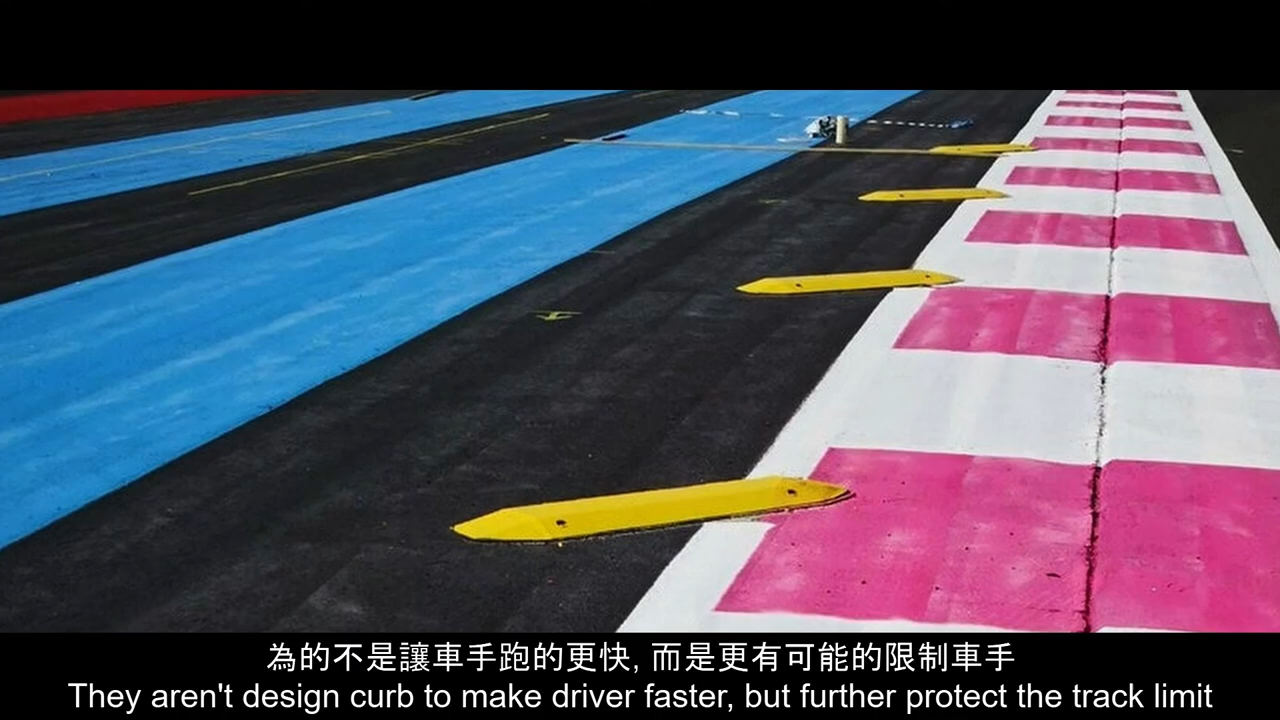 為的不是讓車手跑的更快, 而是更有可能的限制車手
They aren't design curb to make driver faster, but further protect the track limit